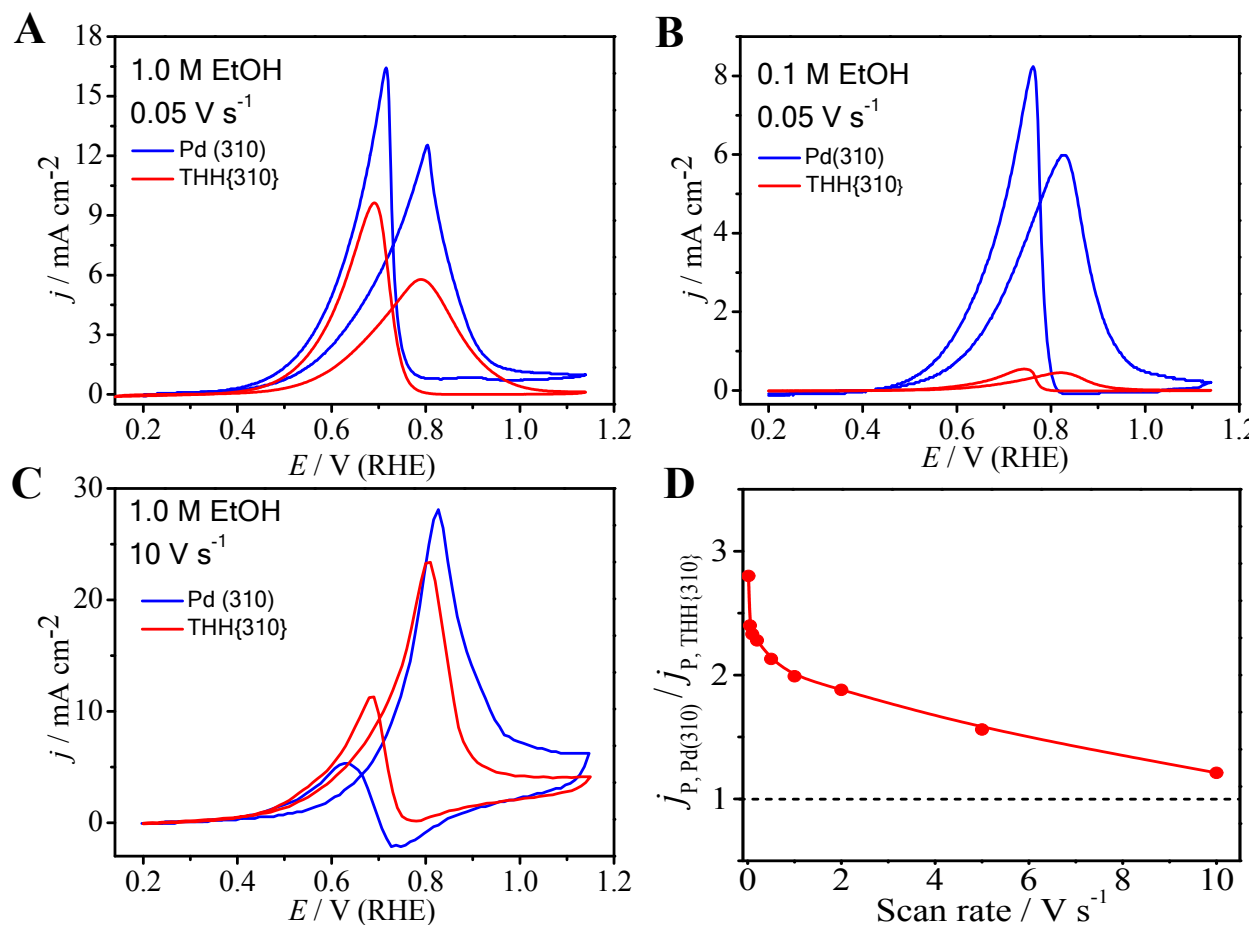 A
1.0 M EtOH
0.05 V s⁻¹
Pd (310)
THH{310}
18
15
12
9
6
3
0
j / mA cm⁻²
0.2 0.4 0.6 0.8 1.0 1.2
E / V (RHE)
B
0.1 M EtOH
0.05 V s⁻¹
Pd(310)
THH{310}
8
6
4
2
0
j / mA cm⁻²
0.2 0.4 0.6 0.8 1.0 1.2
E / V (RHE)
C
1.0 M EtOH
10 V s⁻¹
Pd (310)
THH{310}
30
20
10
0
j / mA cm⁻²
0.2 0.4 0.6 0.8 1.0 1.2
E / V (RHE)
D
3
2
1
j P, Pd(310) / j P, THH{310}
0 2 4 6 8 10
Scan rate / V s⁻¹